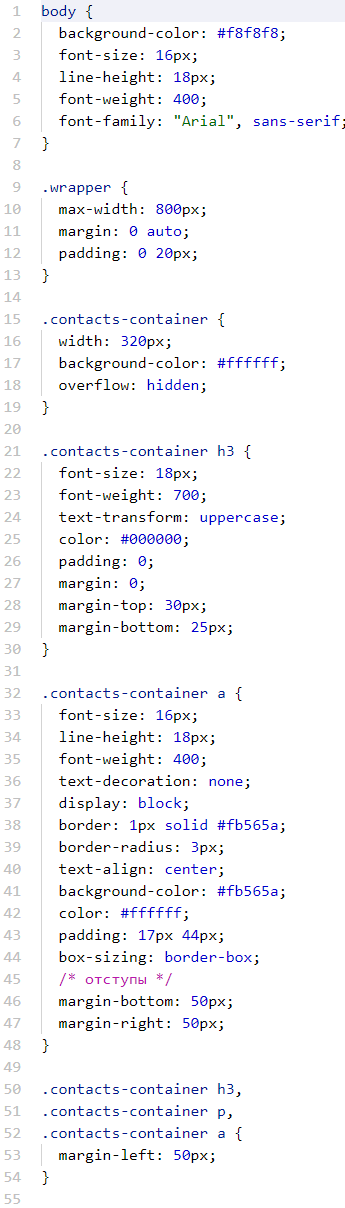 1 body {
2 background-color: #f8f8f8;
3 font-size: 16px;
4 line-height: 18px;
5 font-weight: 400;
6 font-family: "Arial", sans-serif;
7 }
8
9 .wrapper {
10 max-width: 800px;
11 margin: 0 auto;
12 padding: 0 20px;
13 }
14
15 .contacts-container {
16 width: 320px;
17 background-color: #ffffff;
18 overflow: hidden;
19 }
20
21 .contacts-container h3 {
22 font-size: 18px;
23 font-weight: 700;
24 text-transform: uppercase;
25 color: #000000;
26 padding: 0;
27 margin: 0;
28 margin-top: 30px;
29 margin-bottom: 25px;
30 }
31
32 .contacts-container a {
33 font-size: 16px;
34 line-height: 18px;
35 font-weight: 400;
36 text-decoration: none;
37 display: block;
38 border: 1px solid #fb565a;
39 border-radius: 3px;
40 text-align: center;
41 background-color: #fb565a;
42 color: #ffffff;
43 padding: 17px 44px;
44 box-sizing: border-box;
45 /* отступы */
46 margin-bottom: 50px;
47 margin-right: 50px;
48 }
49
50 .contacts-container h3,
51 .contacts-container p,
52 .contacts-container a {
53 margin-left: 50px;
54 }
55